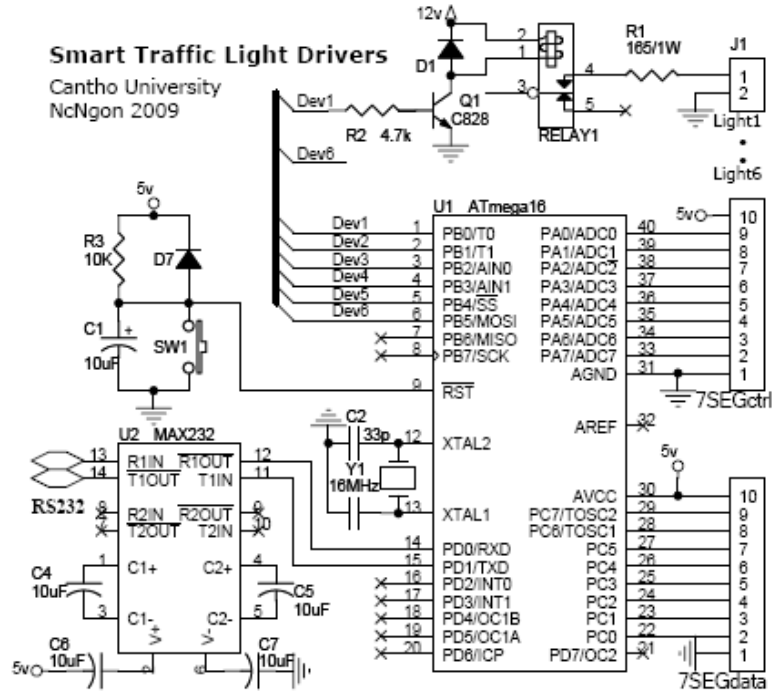 Smart Traffic Light Drivers
Cantho University
NcNgon 2009
12v
D1
2
1
3
4
5
RELAY1
R1
165/1W
J1
1
2
Light1
Light6
Dev1
R2 4.7k
Q1
C828
Dev6
5v
R3
10K
D7
C1
+
10uF
SW1
U1 ATmega16
Dev1 1 PB0/T0 PA0/ADC0 40
Dev2 2 PB1/T1 PA1/ADC1 39
Dev3 3 PB2/AIN0 PA2/ADC2 38
Dev4 4 PB3/AIN1 PA3/ADC3 37
Dev5 5 PB4/SS PA4/ADC4 36
Dev6 6 PB5/MOSI PA5/ADC5 35
7 PB6/MISO PA6/ADC6 34
8 PB7/SCK PA7/ADC7 33
AGND 31
9 RST
AREF 32
12 XTAL2
13 XTAL1
AVCC 30
PC7/TOSC2 29
PC6/TOSC1 28
14 PD0/RXD PC5 27
15 PD1/TXD PC4 26
16 PD2/INT0 PC3 25
17 PD3/INT1 PC2 24
18 PD4/OC1B PC1 23
19 PD5/OC1A PC0 22
20 PD6/ICP PD7/OC2 21
5v
10
9
8
7
6
5
4
3
2
1
7SEGctrl
5v
10
9
8
7
6
5
4
3
2
1
7SEGdata
C2
33p
Y1
16MHz
U2 MAX232
13 R1IN R1OUT 12
14 T1OUT T1IN 11
RS232
8 R2IN R2OUT 9
7 T2OUT T2IN 10
1 C1+ C2+ 4
C4
10uF
C5
10uF
3 C1- C2- 5
V+ V-
2 6
C6
5v 10uF
C7
10uF